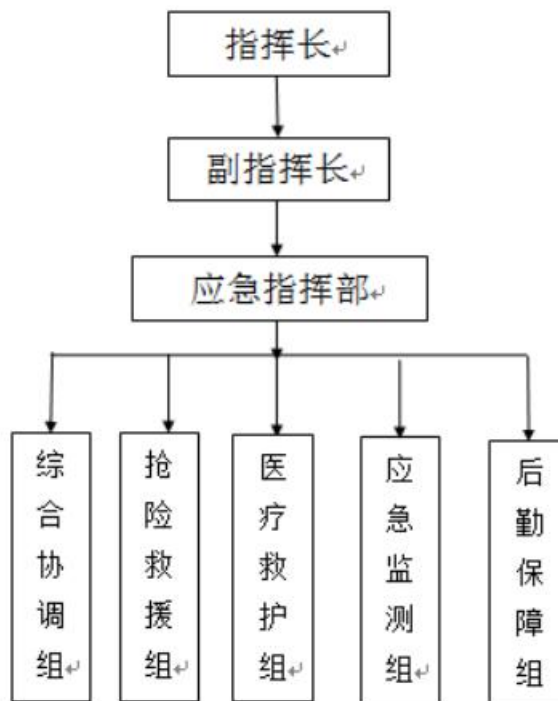 指挥长
副指挥长
应急指挥部
综合协调组
抢险救援组
医疗救护组
应急监测组
后勤保障组